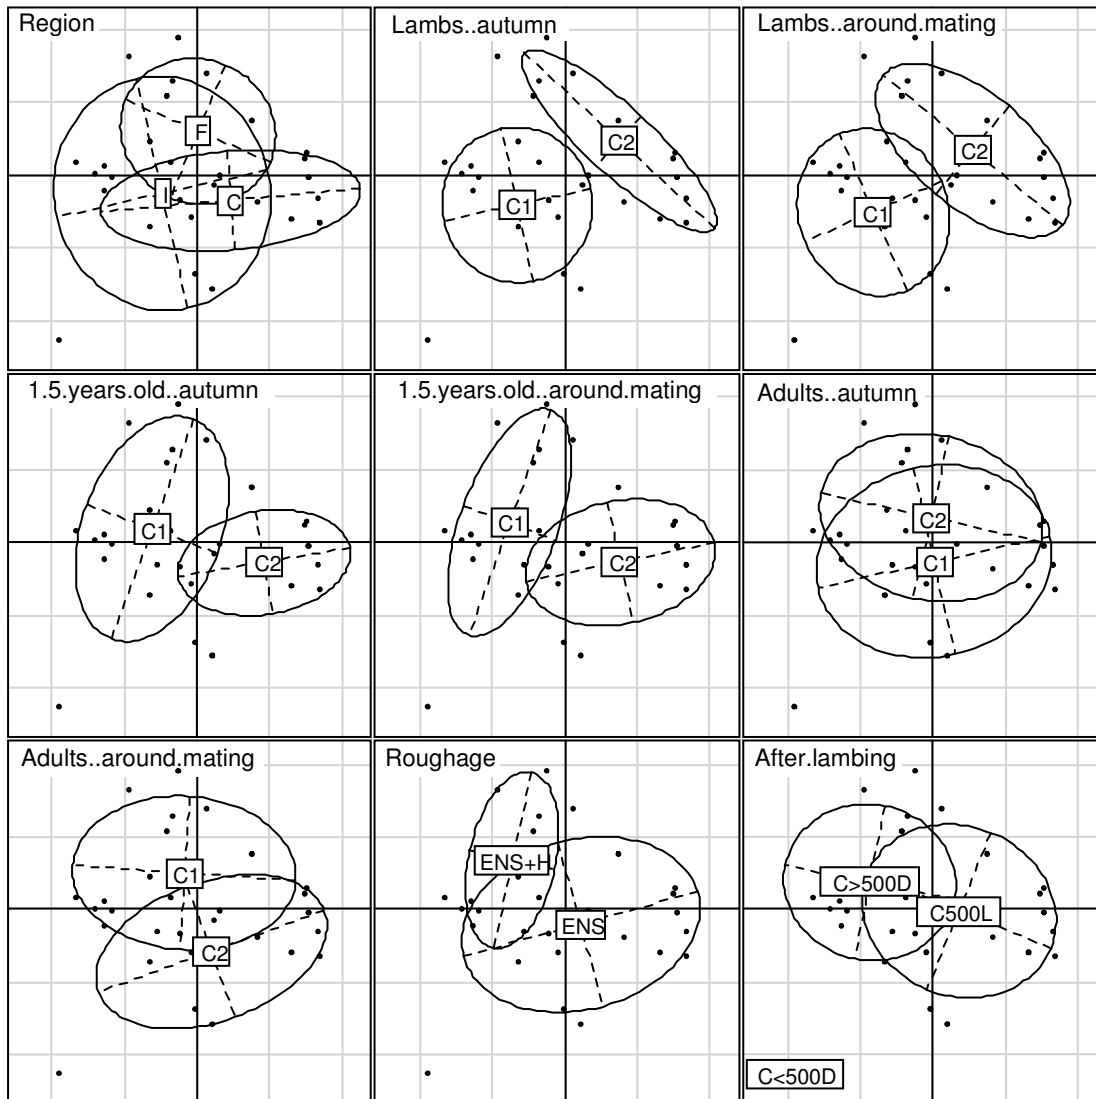 Region
F
I
C
Lambs..autumn
C2
C1
Lambs..around.mating
C2
C1
1.5.years.old..autumn
C1
C2
1.5.years.old..around.mating
C1
C2
Adults..autumn
C2
C1
Adults..around.mating
C1
C2
Roughage
ENS+H
ENS
After.lambing
C>500D
C500L
C<500D